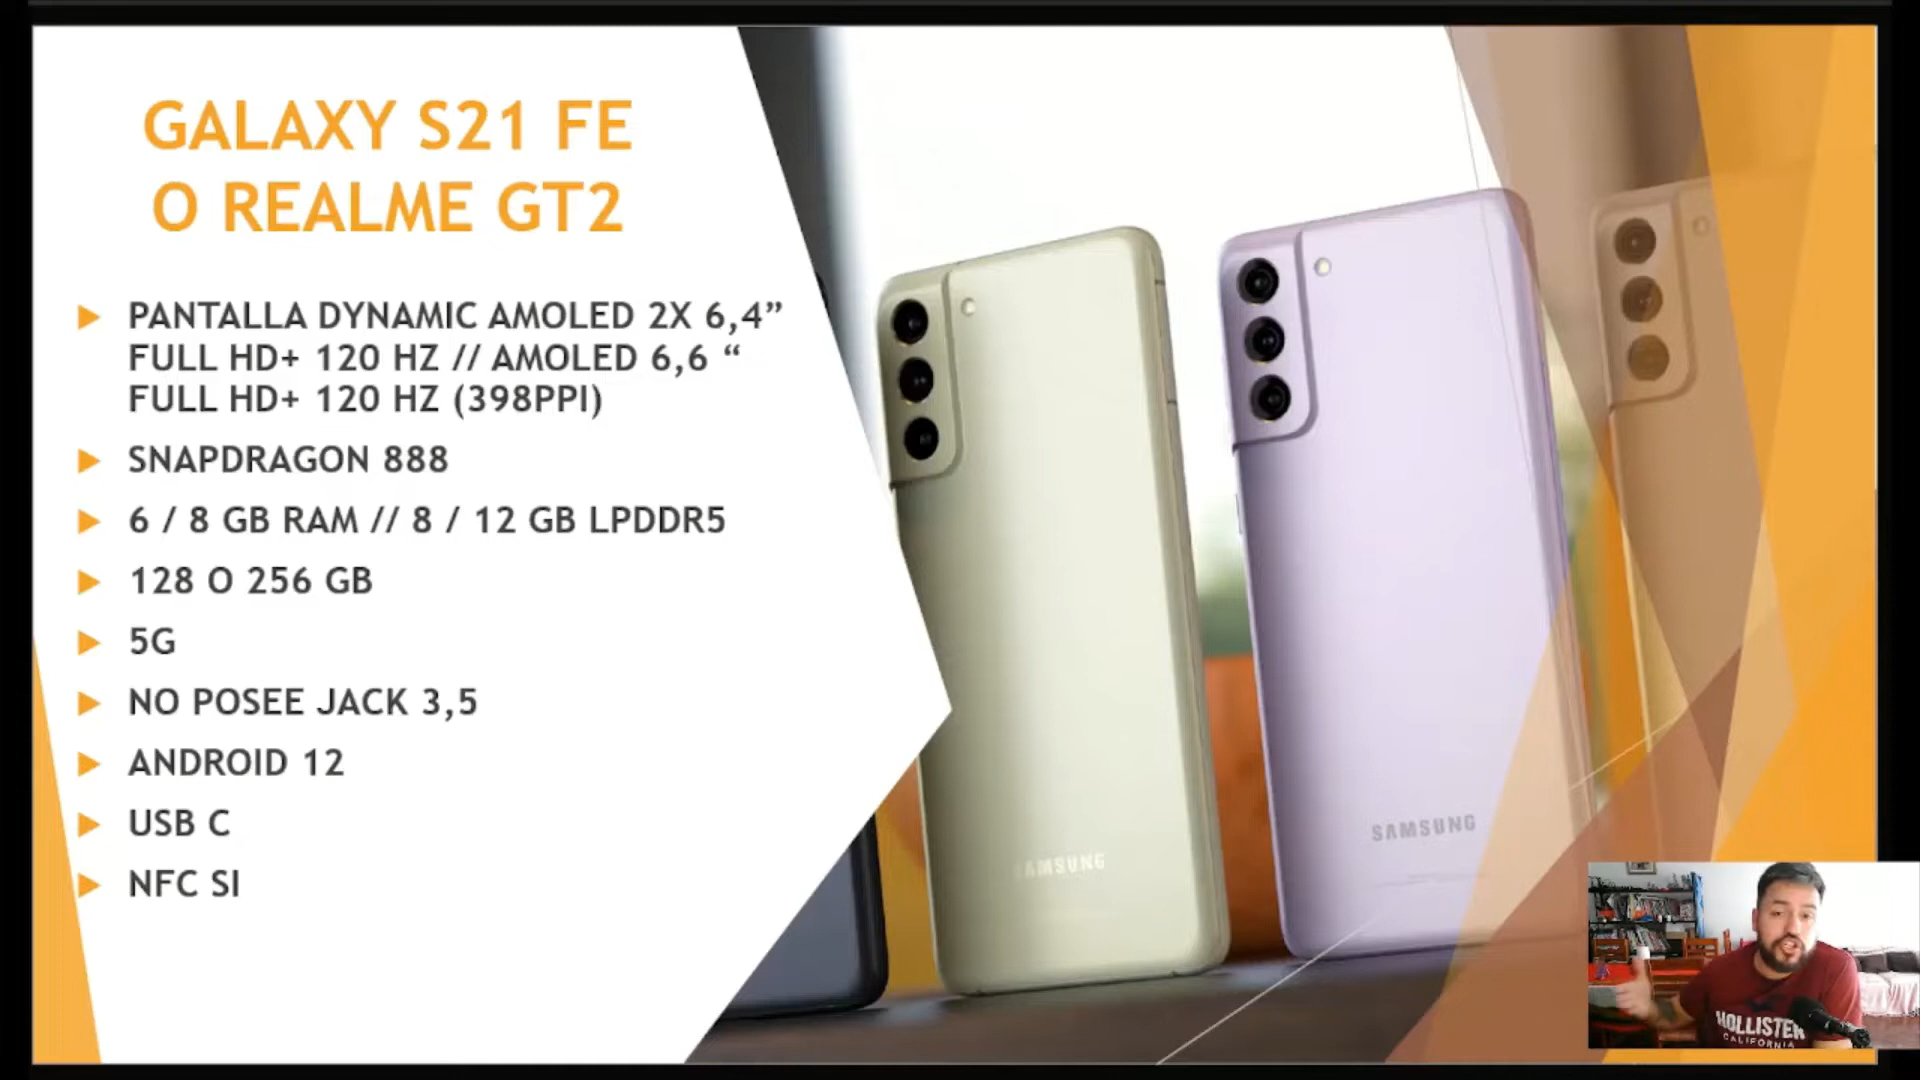 GALAXY S21 FE
O REALME GT2
PANTALLA DYNAMIC AMOLED 2X 6,4”
FULL HD+ 120 HZ // AMOLED 6,6 “
FULL HD+ 120 HZ (398PPI)
SNAPDRAGON 888
6 / 8 GB RAM // 8 / 12 GB LPDDR5
128 O 256 GB
5G
NO POSEE JACK 3,5
ANDROID 12
USB C
NFC SI
SAMSUNG
SAMSUNG
HOLLISTER
CALIFORNIA